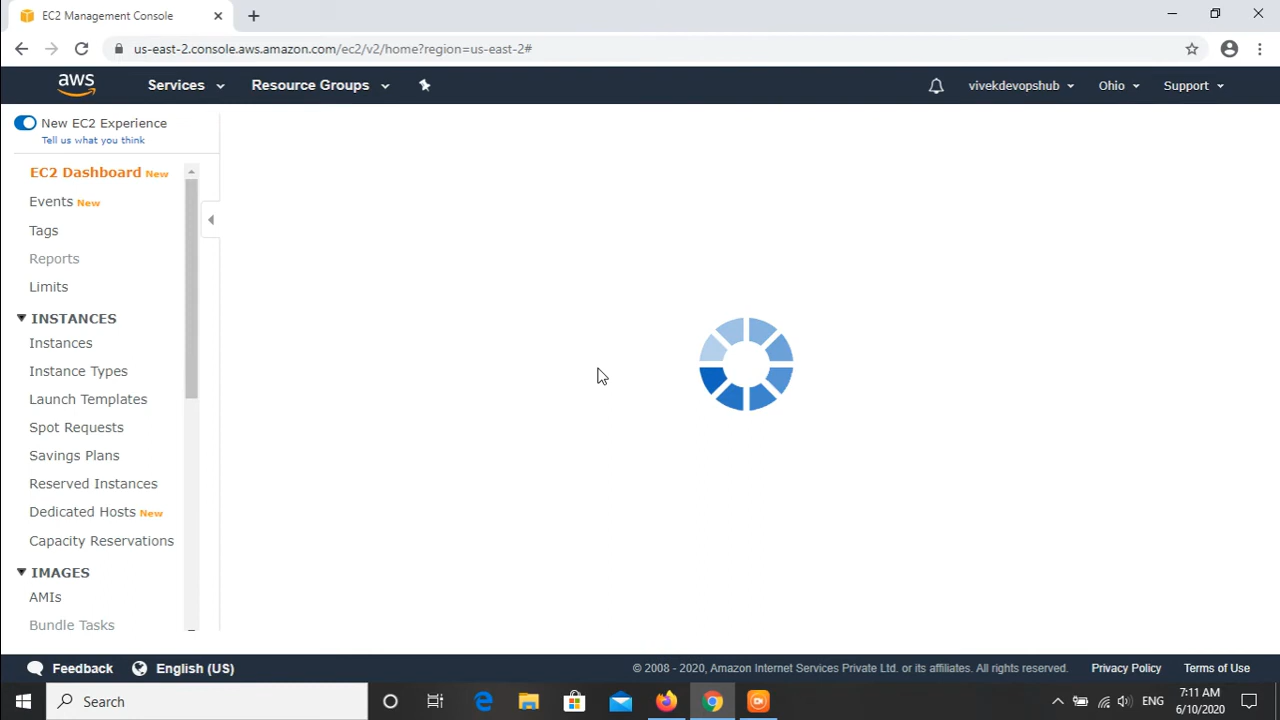 EC2 Management Console
us-east-2.console.aws.amazon.com/ec2/v2/home?region=us-east-2#
aws
Services
Resource Groups
vivekdevopshub
Ohio
Support
New EC2 Experience
Tell us what you think
EC2 Dashboard New
Events New
Tags
Reports
Limits
INSTANCES
Instances
Instance Types
Launch Templates
Spot Requests
Savings Plans
Reserved Instances
Dedicated Hosts New
Capacity Reservations
IMAGES
AMIs
Bundle Tasks
Feedback
English (US)
© 2008 - 2020, Amazon Internet Services Private Ltd. or its affiliates. All rights reserved.
Privacy Policy
Terms of Use
Search
ENG
7:11 AM
6/10/2020